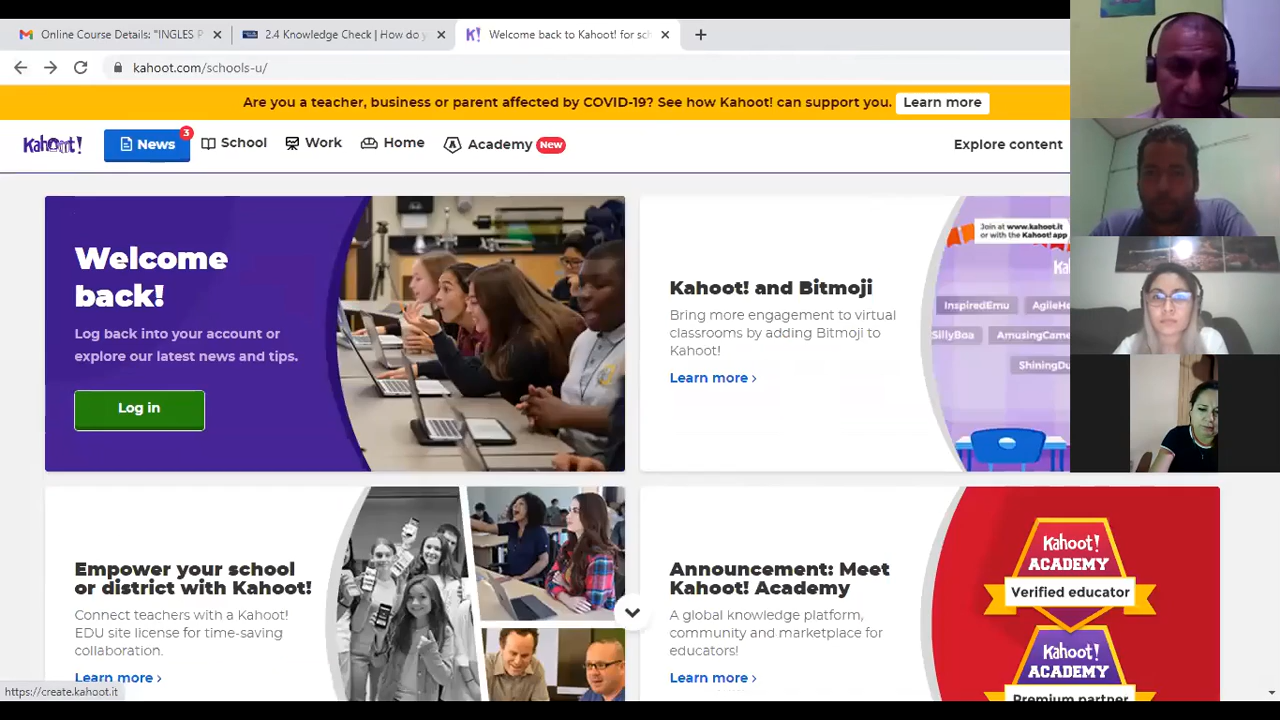 Online Course Details: "INGLES P
2.4 Knowledge Check | How do y
K! Welcome back to Kahoot! for sch
kahoot.com/schools-u/
Are you a teacher, business or parent affected by COVID-19? See how Kahoot! can support you. Learn more
Kahoot! News 3 School Work Home Academy New Explore content
Welcome
back!
Log back into your account or
explore our latest news and tips.
Log in
Kahoot! and Bitmoji
Bring more engagement to virtual
classrooms by adding Bitmoji to
Kahoot!
Learn more ›
Join at www.kahoot.it
or with the Kahoot! app
Ka
InspiredEmu AgileHe
SillyBoa AmusingCame
ShiningDu
Empower your school
or district with Kahoot!
Connect teachers with a Kahoot!
EDU site license for time-saving
collaboration.
Learn more ›
Announcement: Meet
Kahoot! Academy
A global knowledge platform,
community and marketplace for
educators!
Learn more ›
Kahoot!
ACADEMY
Verified educator
Kahoot!
ACADEMY
Premium partner
https://create.kahoot.it